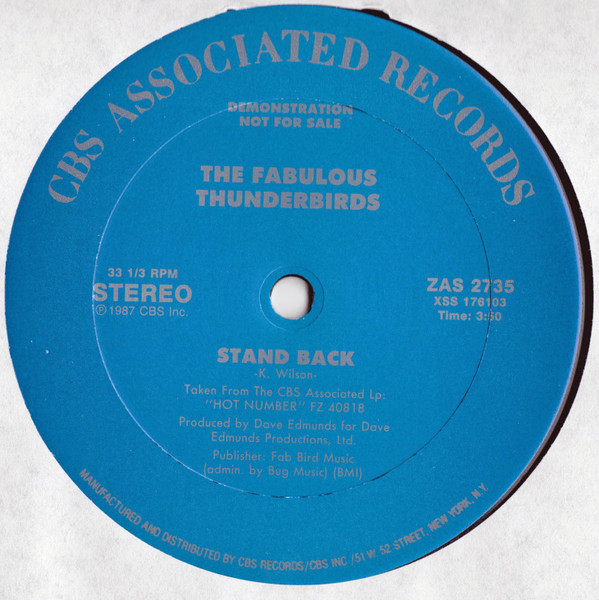 CBS ASSOCIATED RECORDS
DEMONSTRATION
NOT FOR SALE
THE FABULOUS
THUNDERBIRDS
33 1/3 RPM
STEREO
Ⓟ1987 CBS Inc.
ZAS 2735
XSS 176103
Time: 3:50
STAND BACK
-K. Wilson-
Taken From The CBS Associated Lp:
"HOT NUMBER" FZ 40818
Produced by Dave Edmunds for Dave
Edmunds Productions, Ltd.
Publisher: Fab Bird Music
(admin. by Bug Music) (BMI)
MANUFACTURED AND DISTRIBUTED BY CBS RECORDS/CBS INC./51 W. 52 STREET, NEW YORK, N.Y.